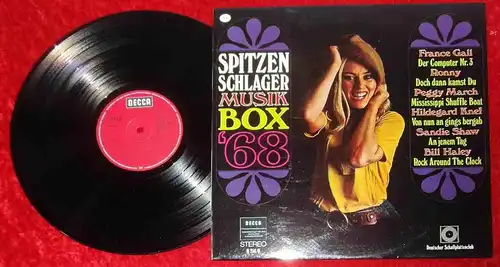 DECCA
SPITZEN
SCHLAGER
MUSIK
BOX
'68
France Gall
Der Computer Nr. 3
Ronny
Doch dann kamst Du
Peggy March
Mississippi Shuffle Boat
Hildegard Knef
Von nun an gings bergab
Sandie Shaw
An jenem Tag
Bill Haley
Rock Around The Clock
DECCA
STEREO
Deutscher Schallplattenclub